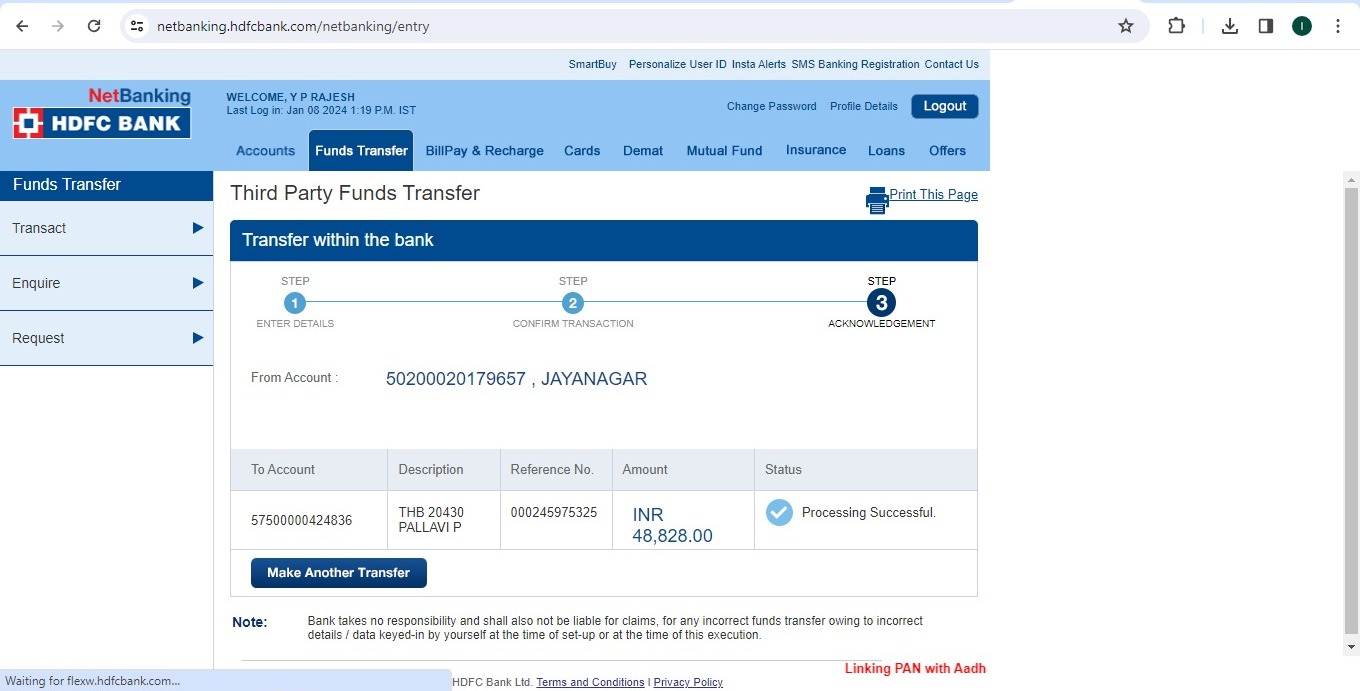 netbanking.hdfcbank.com/netbanking/entry
I
SmartBuy Personalize User ID Insta Alerts SMS Banking Registration Contact Us
NetBanking
HDFC BANK
WELCOME, Y P RAJESH
Last Log in: Jan 08 2024 1:19 P.M. IST
Change Password Profile Details Logout
Accounts Funds Transfer BillPay & Recharge Cards Demat Mutual Fund Insurance Loans Offers
Funds Transfer
Transact
Enquire
Request
Third Party Funds Transfer
Print This Page
Transfer within the bank
STEP STEP STEP
1 2 3
ENTER DETAILS CONFIRM TRANSACTION ACKNOWLEDGEMENT
From Account : 50200020179657 , JAYANAGAR
To Account Description Reference No. Amount Status
57500000424836 THB 20430 PALLAVI P 000245975325 INR 48,828.00 Processing Successful.
Make Another Transfer
Note: Bank takes no responsibility and shall also not be liable for claims, for any incorrect funds transfer owing to incorrect
details / data keyed-in by yourself at the time of set-up or at the time of this execution.
Linking PAN with Aadh
Waiting for flexw.hdfcbank.com...
HDFC Bank Ltd. Terms and Conditions I Privacy Policy